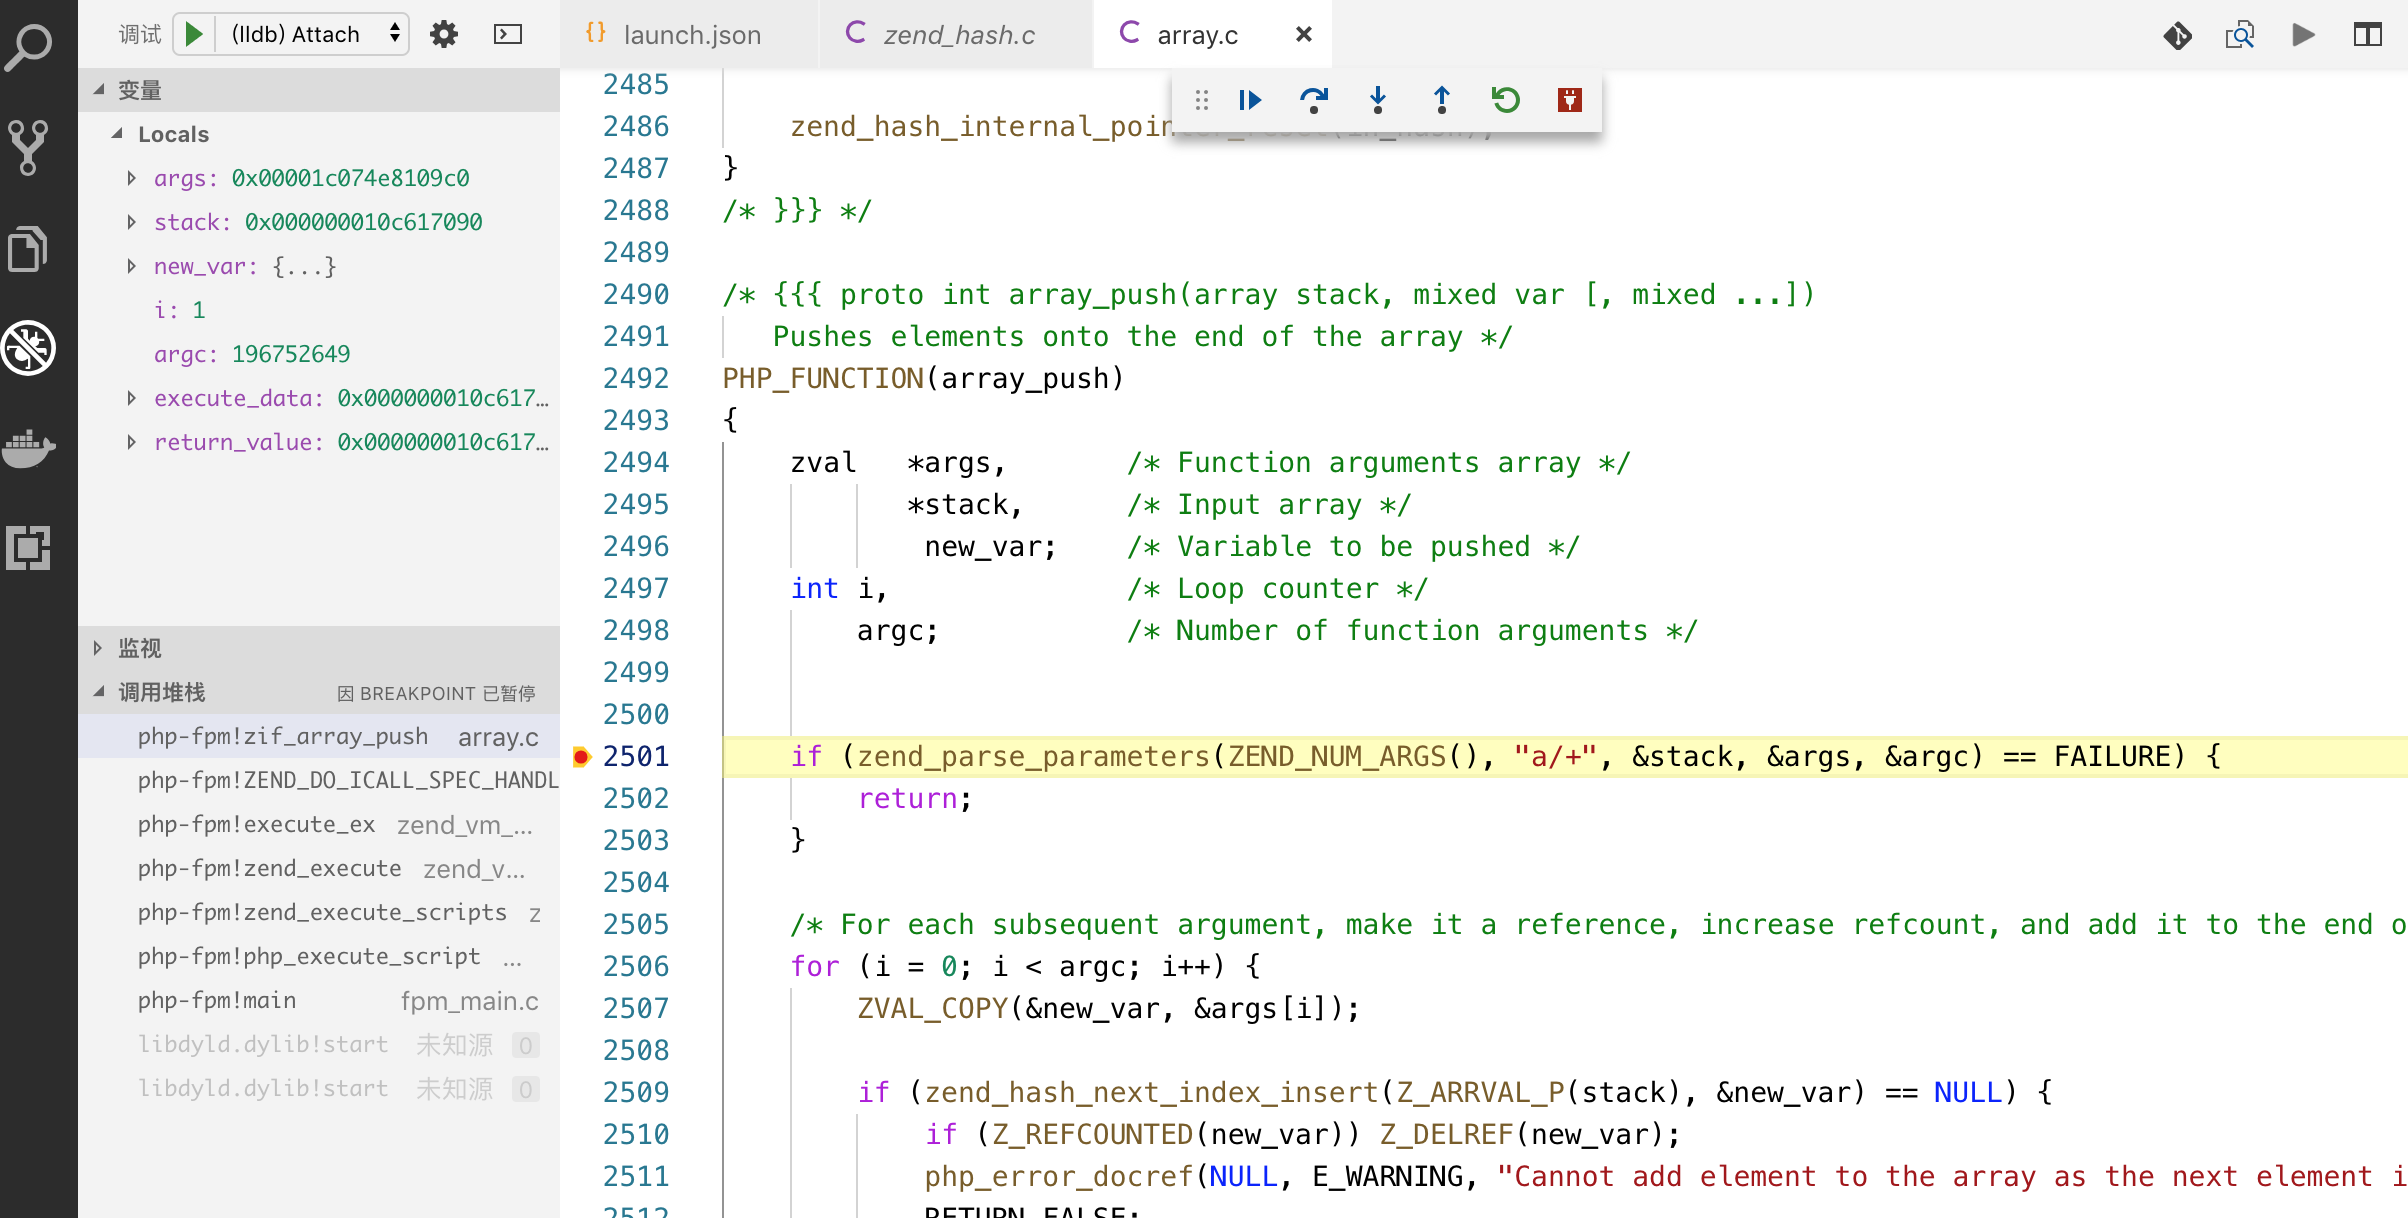 调试 (lldb) Attach
变量
Locals
args: 0x00001c074e8109c0
stack: 0x000000010c617090
new_var: {...}
i: 1
argc: 196752649
execute_data: 0x000000010c617...
return_value: 0x000000010c617...
监视
调用堆栈 因 BREAKPOINT 已暂停
php-fpm!zif_array_push array.c
php-fpm!ZEND_DO_ICALL_SPEC_HANDL
php-fpm!execute_ex zend_vm_...
php-fpm!zend_execute zend_v...
php-fpm!zend_execute_scripts z
php-fpm!php_execute_script ...
php-fpm!main fpm_main.c
libdyld.dylib!start 未知源 0
libdyld.dylib!start 未知源 0
{} launch.json C zend_hash.c C array.c
2485
2486 zend_hash_internal_pointer_reset(in_hash);
2487 }
2488 /* }}} */
2489
2490 /* {{{ proto int array_push(array stack, mixed var [, mixed ...])
2491 Pushes elements onto the end of the array */
2492 PHP_FUNCTION(array_push)
2493 {
2494 zval *args, /* Function arguments array */
2495 *stack, /* Input array */
2496 new_var; /* Variable to be pushed */
2497 int i, /* Loop counter */
2498 argc; /* Number of function arguments */
2499
2500
2501 if (zend_parse_parameters(ZEND_NUM_ARGS(), "a/+", &stack, &args, &argc) == FAILURE) {
2502 return;
2503 }
2504
2505 /* For each subsequent argument, make it a reference, increase refcount, and add it to the end o
2506 for (i = 0; i < argc; i++) {
2507 ZVAL_COPY(&new_var, &args[i]);
2508
2509 if (zend_hash_next_index_insert(Z_ARRVAL_P(stack), &new_var) == NULL) {
2510 if (Z_REFCOUNTED(new_var)) Z_DELREF(new_var);
2511 php_error_docref(NULL, E_WARNING, "Cannot add element to the array as the next element i
2512 RETURN_FALSE;